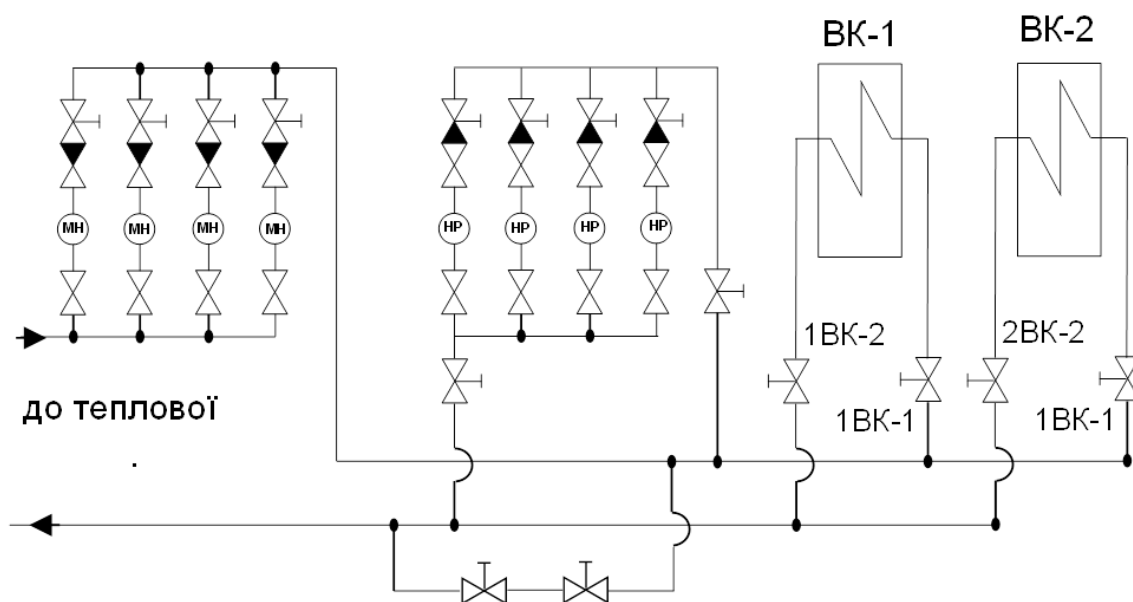 ВК-1
ВК-2
МН
МН
МН
МН
НР
НР
НР
НР
1ВК-2
2ВК-2
до теплової
1ВК-1
1ВК-1
.